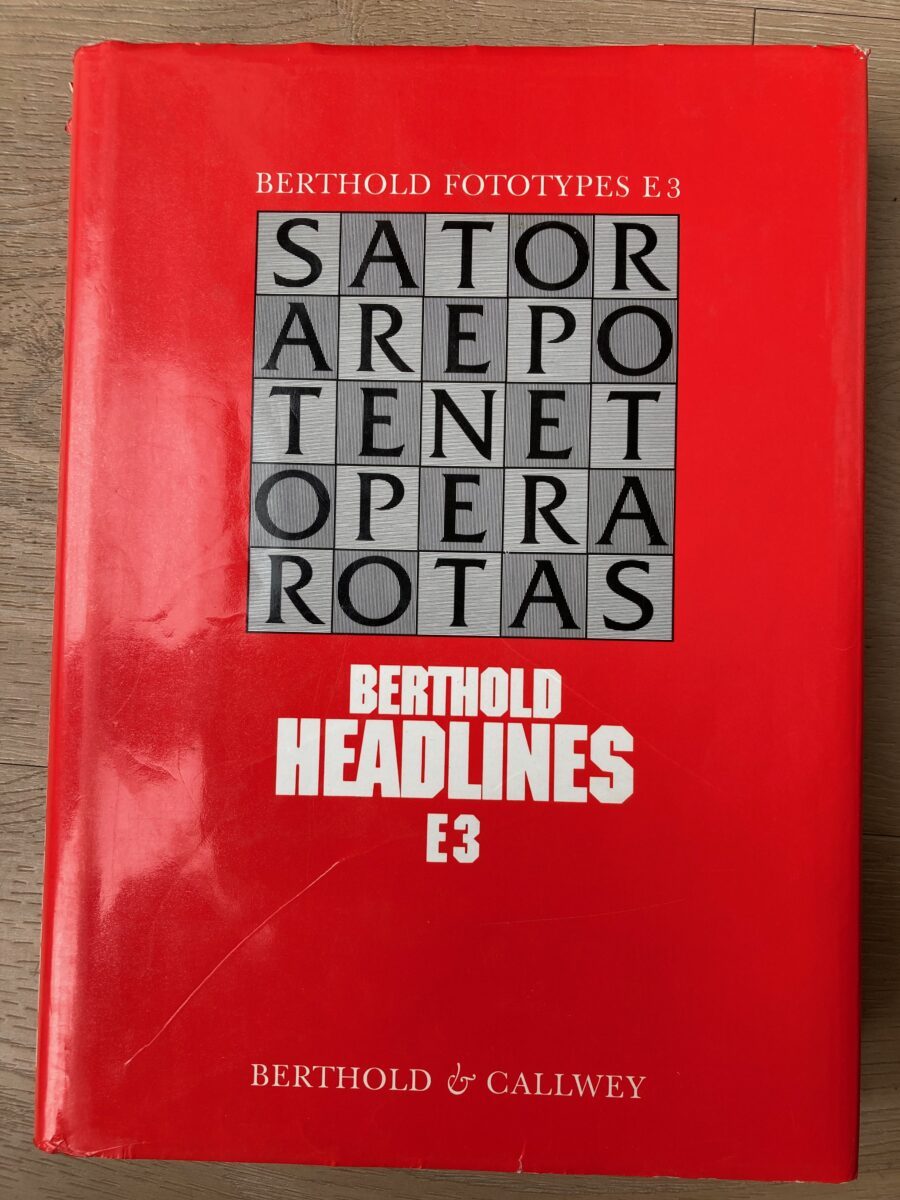 BERTHOLD FOTOTYPES E3
SATOR
AREPO
TENET
OPERA
ROTAS
BERTHOLD
HEADLINES
E3
BERTHOLD & CALLWEY